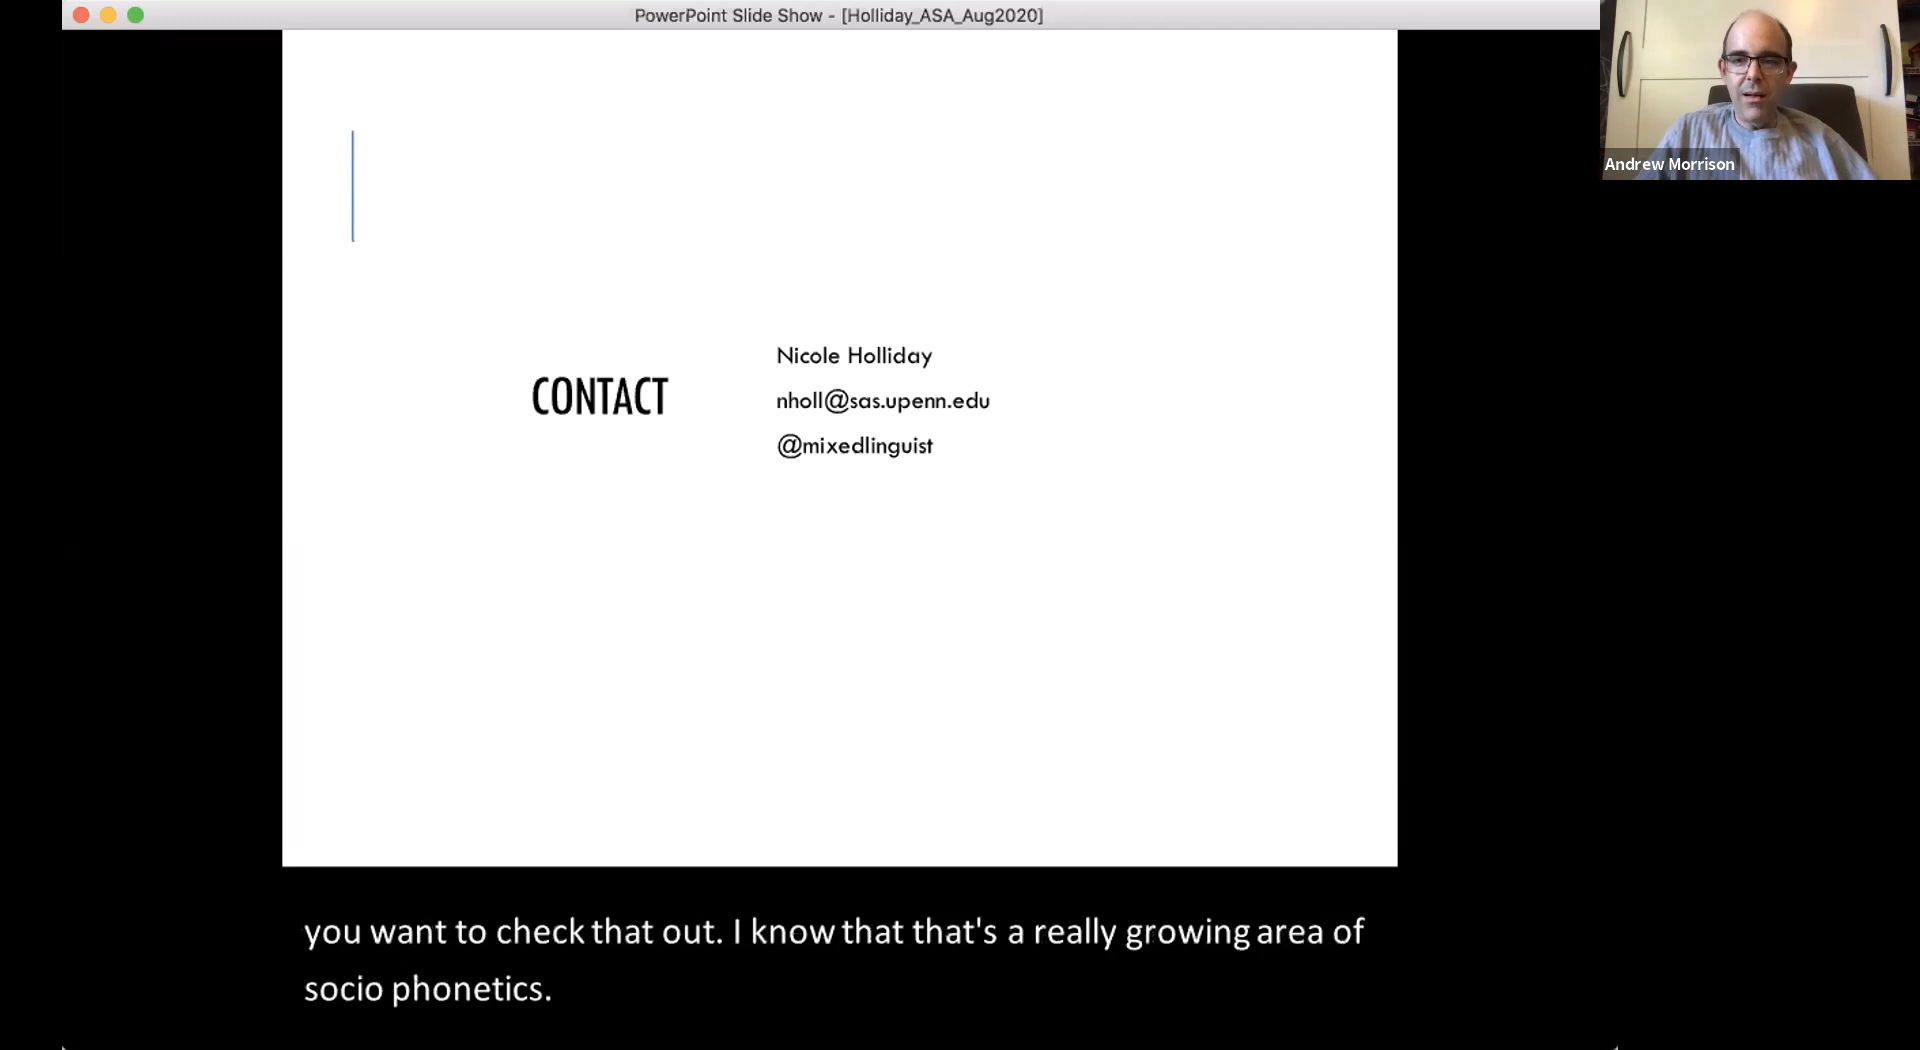 PowerPoint Slide Show - [Holliday_ASA_Aug2020]
Andrew Morrison
CONTACT
Nicole Holliday
nholl@sas.upenn.edu
@mixedlinguist
you want to check that out. I know that that's a really growing area of
socio phonetics.